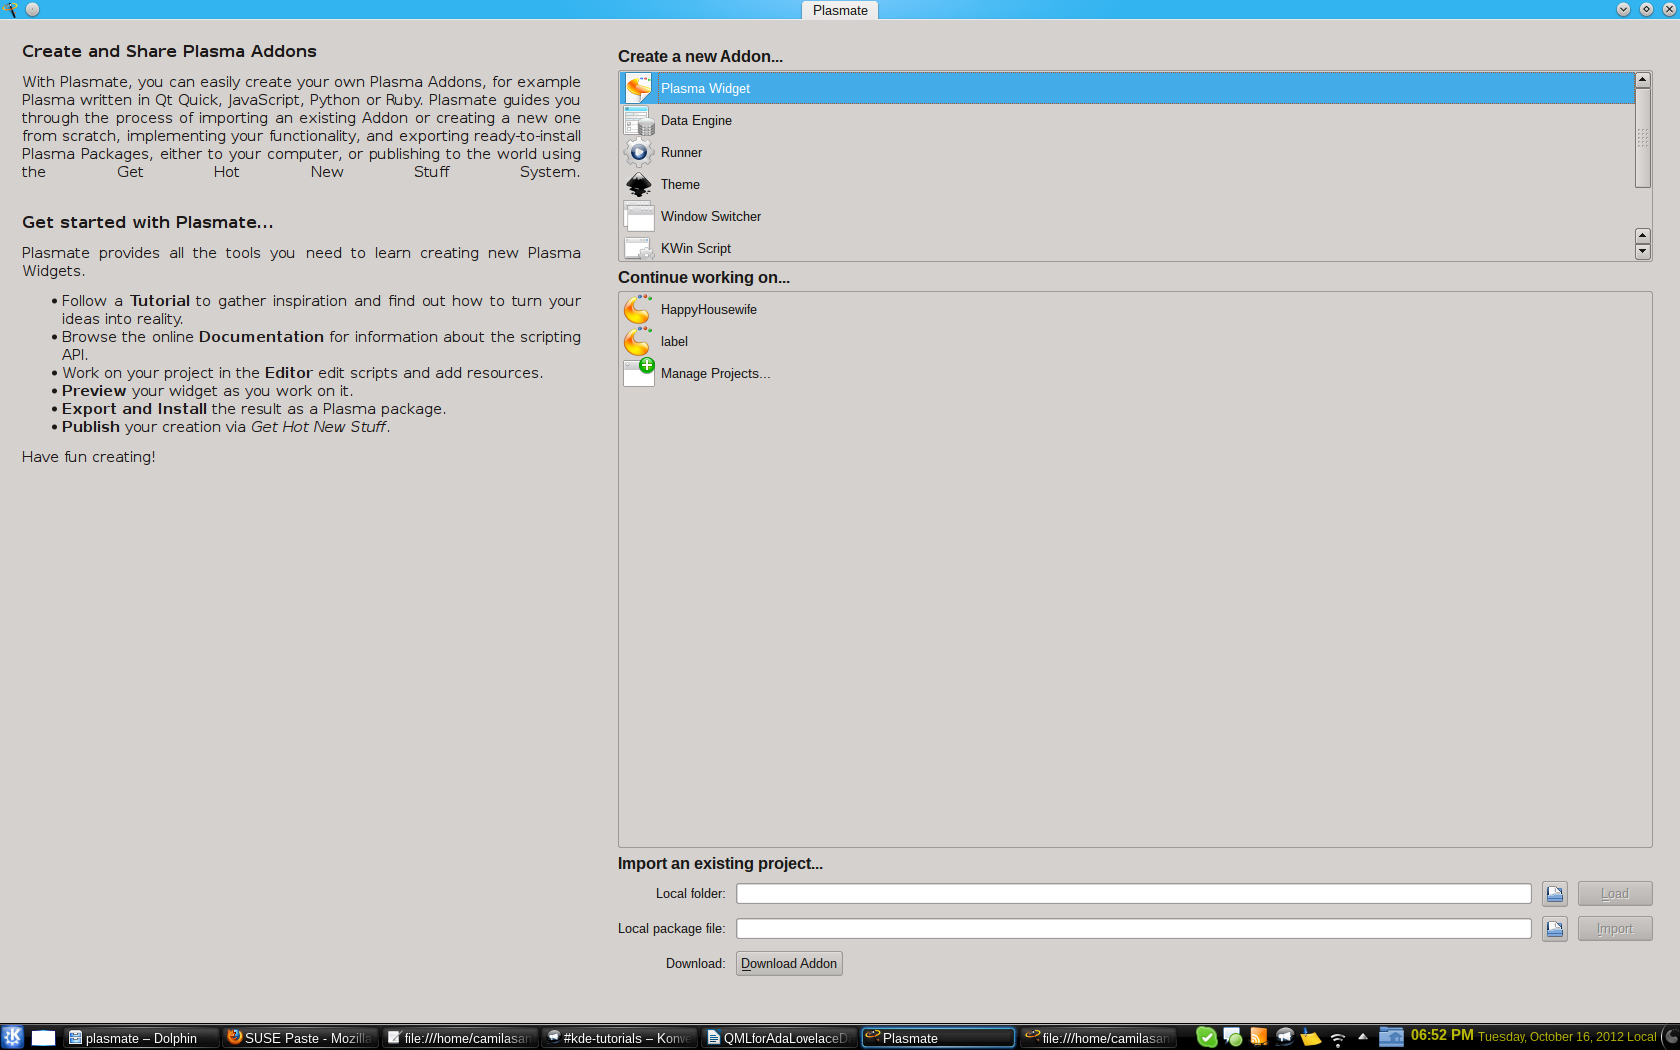 Plasmate
Create and Share Plasma Addons
With Plasmate, you can easily create your own Plasma Addons, for example
Plasma written in Qt Quick, JavaScript, Python or Ruby. Plasmate guides you
through the process of importing an existing Addon or creating a new one
from scratch, implementing your functionality, and exporting ready-to-install
Plasma Packages, either to your computer, or publishing to the world using
the Get Hot New Stuff System.
Get started with Plasmate...
Plasmate provides all the tools you need to learn creating new Plasma
Widgets.
• Follow a Tutorial to gather inspiration and find out how to turn your
ideas into reality.
• Browse the online Documentation for information about the scripting
API.
• Work on your project in the Editor edit scripts and add resources.
• Preview your widget as you work on it.
• Export and Install the result as a Plasma package.
• Publish your creation via Get Hot New Stuff.
Have fun creating!
Create a new Addon...
Plasma Widget
Data Engine
Runner
Theme
Window Switcher
KWin Script
Continue working on...
HappyHousewife
label
Manage Projects...
Import an existing project...
Local folder:
Load
Local package file:
Import
Download:
Download Addon
plasmate – Dolphin
SUSE Paste - Mozilla
file:///home/camilasan
#kde-tutorials – Konve
QMLforAdaLovelaceD
Plasmate
file:///home/camilasan
06:52 PM Tuesday, October 16, 2012 Local